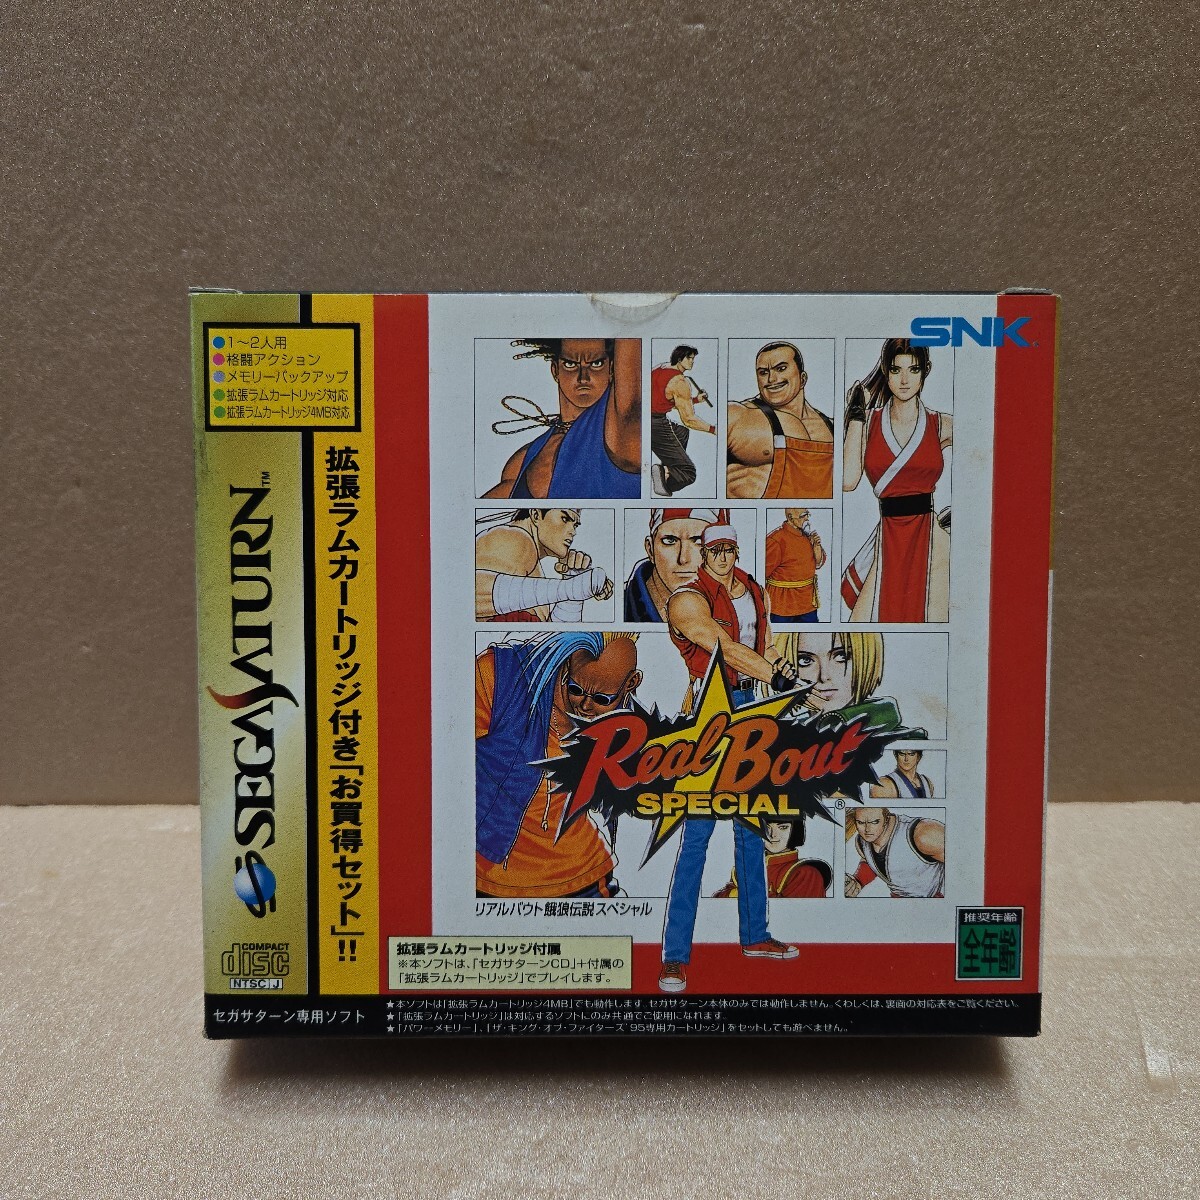 1〜2人用
格闘アクション
メモリーバックアップ
拡張ラムカートリッジ対応
拡張ラムカートリッジ4MB対応
SEGA SATURN™
拡張ラムカートリッジ付き「お買得セット」!!
COMPACT
disc
NTSC J
セガサターン専用ソフト
SNK™
Real Bout
SPECIAL®
リアルバウト餓狼伝説スペシャル
拡張ラムカートリッジ付属
※本ソフトは、「セガサターンCD」+付属の
「拡張ラムカートリッジ」でプレイします。
推奨年齢
全年齢
★本ソフトは「拡張ラムカートリッジ4MB」でも動作します。セガサターン本体のみでは動作しません。くわしくは、裏面の対応表をご覧ください。
★「拡張ラムカートリッジ」は対応するソフトにのみ共通でご使用になれます。
★「パワーメモリー」、「ザ・キング・オブ・ファイターズ'95専用カートリッジ」をセットしても遊べません。